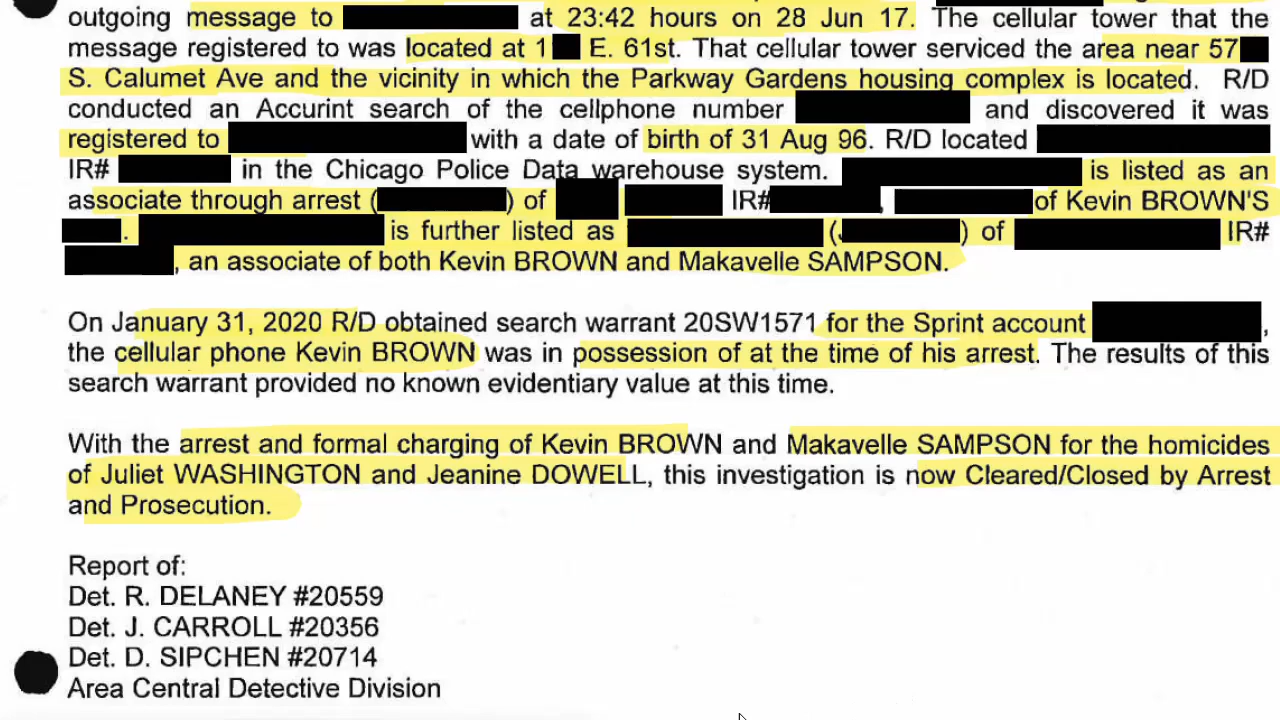 outgoing message to at 23:42 hours on 28 Jun 17. The cellular tower that the
message registered to was located at 1 E. 61st. That cellular tower serviced the area near 57
S. Calumet Ave and the vicinity in which the Parkway Gardens housing complex is located. R/D
conducted an Accurint search of the cellphone number and discovered it was
registered to with a date of birth of 31 Aug 96. R/D located
IR# in the Chicago Police Data warehouse system. is listed as an
associate through arrest ( ) of IR# , of Kevin BROWN'S
. is further listed as ( ) of IR#
, an associate of both Kevin BROWN and Makavelle SAMPSON.
On January 31, 2020 R/D obtained search warrant 20SW1571 for the Sprint account ,
the cellular phone Kevin BROWN was in possession of at the time of his arrest. The results of this
search warrant provided no known evidentiary value at this time.
With the arrest and formal charging of Kevin BROWN and Makavelle SAMPSON for the homicides
of Juliet WASHINGTON and Jeanine DOWELL, this investigation is now Cleared/Closed by Arrest
and Prosecution.
Report of:
Det. R. DELANEY #20559
Det. J. CARROLL #20356
Det. D. SIPCHEN #20714
Area Central Detective Division